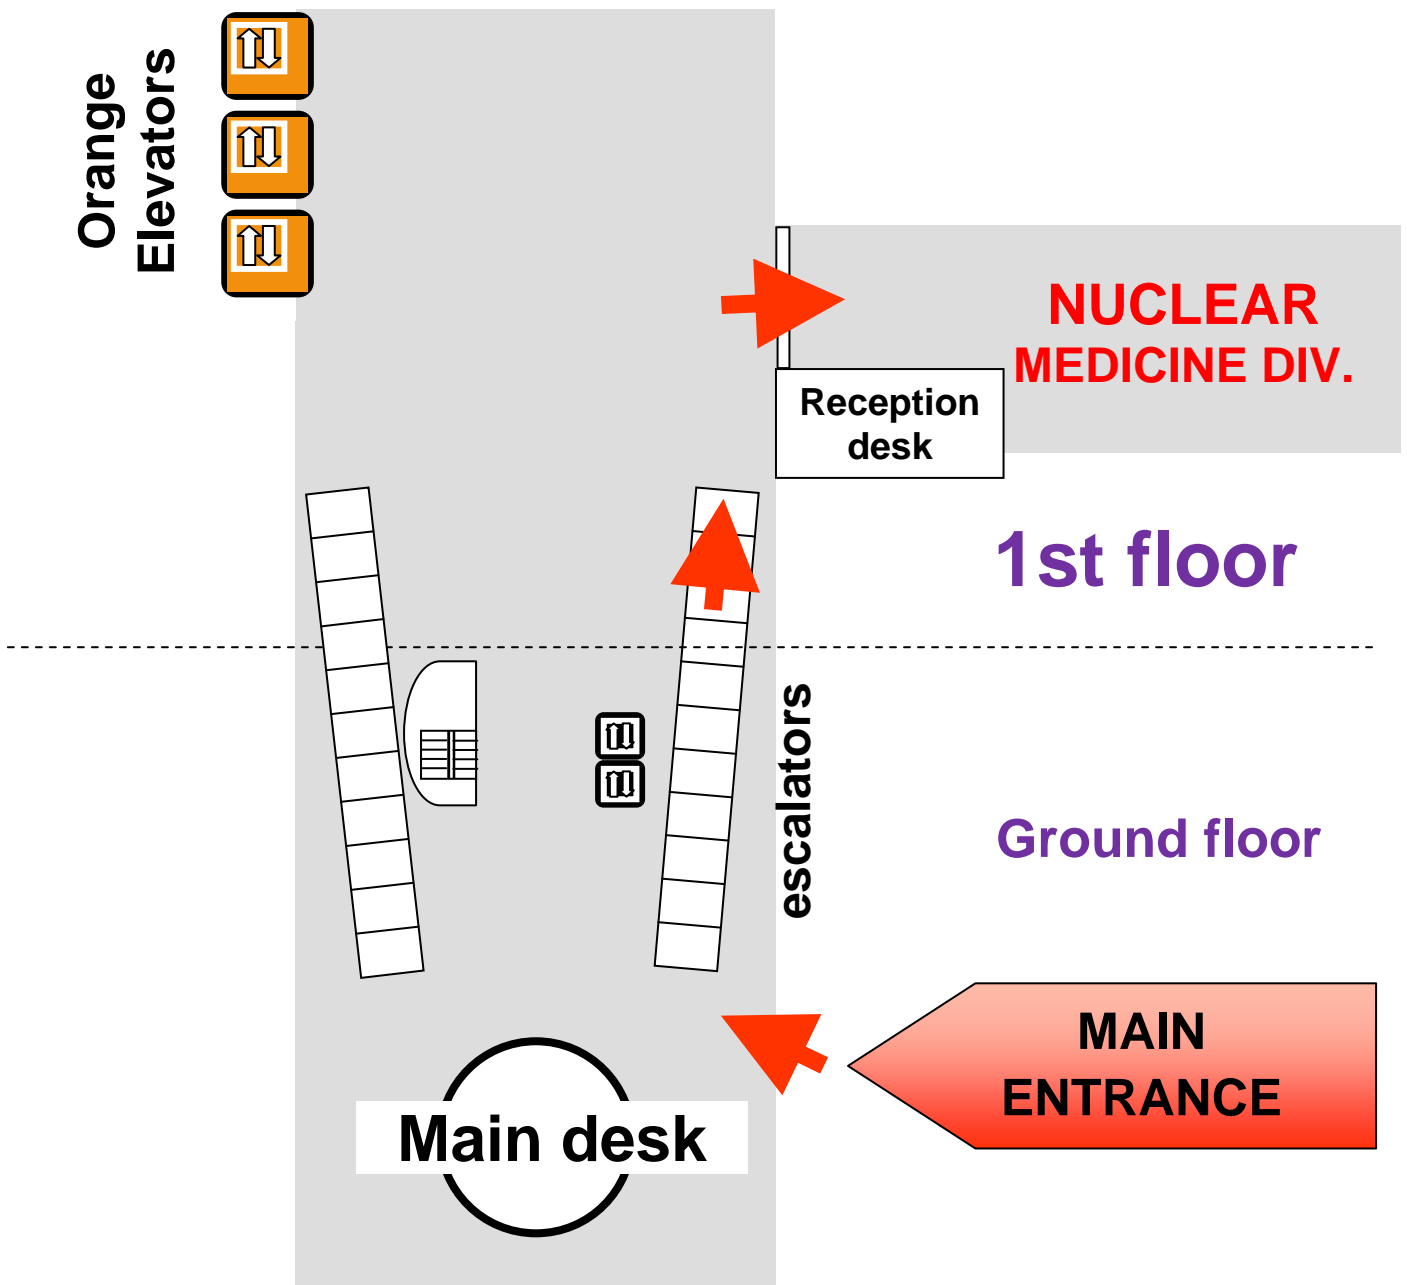 Orange
Elevators
NUCLEAR
MEDICINE DIV.
Reception
desk
1st floor
escalators
Ground floor
MAIN
ENTRANCE
Main desk